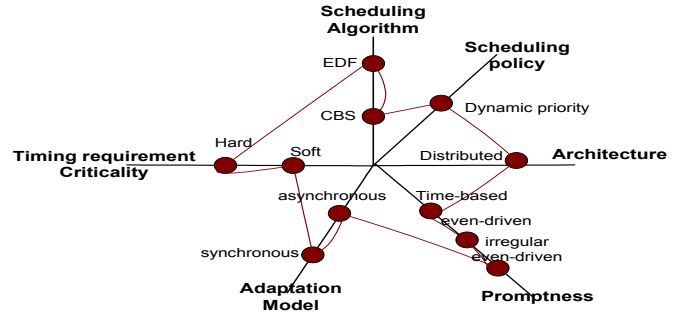 Scheduling
Algorithm
EDF
Scheduling
policy
CBS
Dynamic priority
Hard
Soft
Timing requirement
Criticality
Distributed
Architecture
asynchronous
Time-based
even-driven
synchronous
irregular
even-driven
Adaptation
Model
Promptness